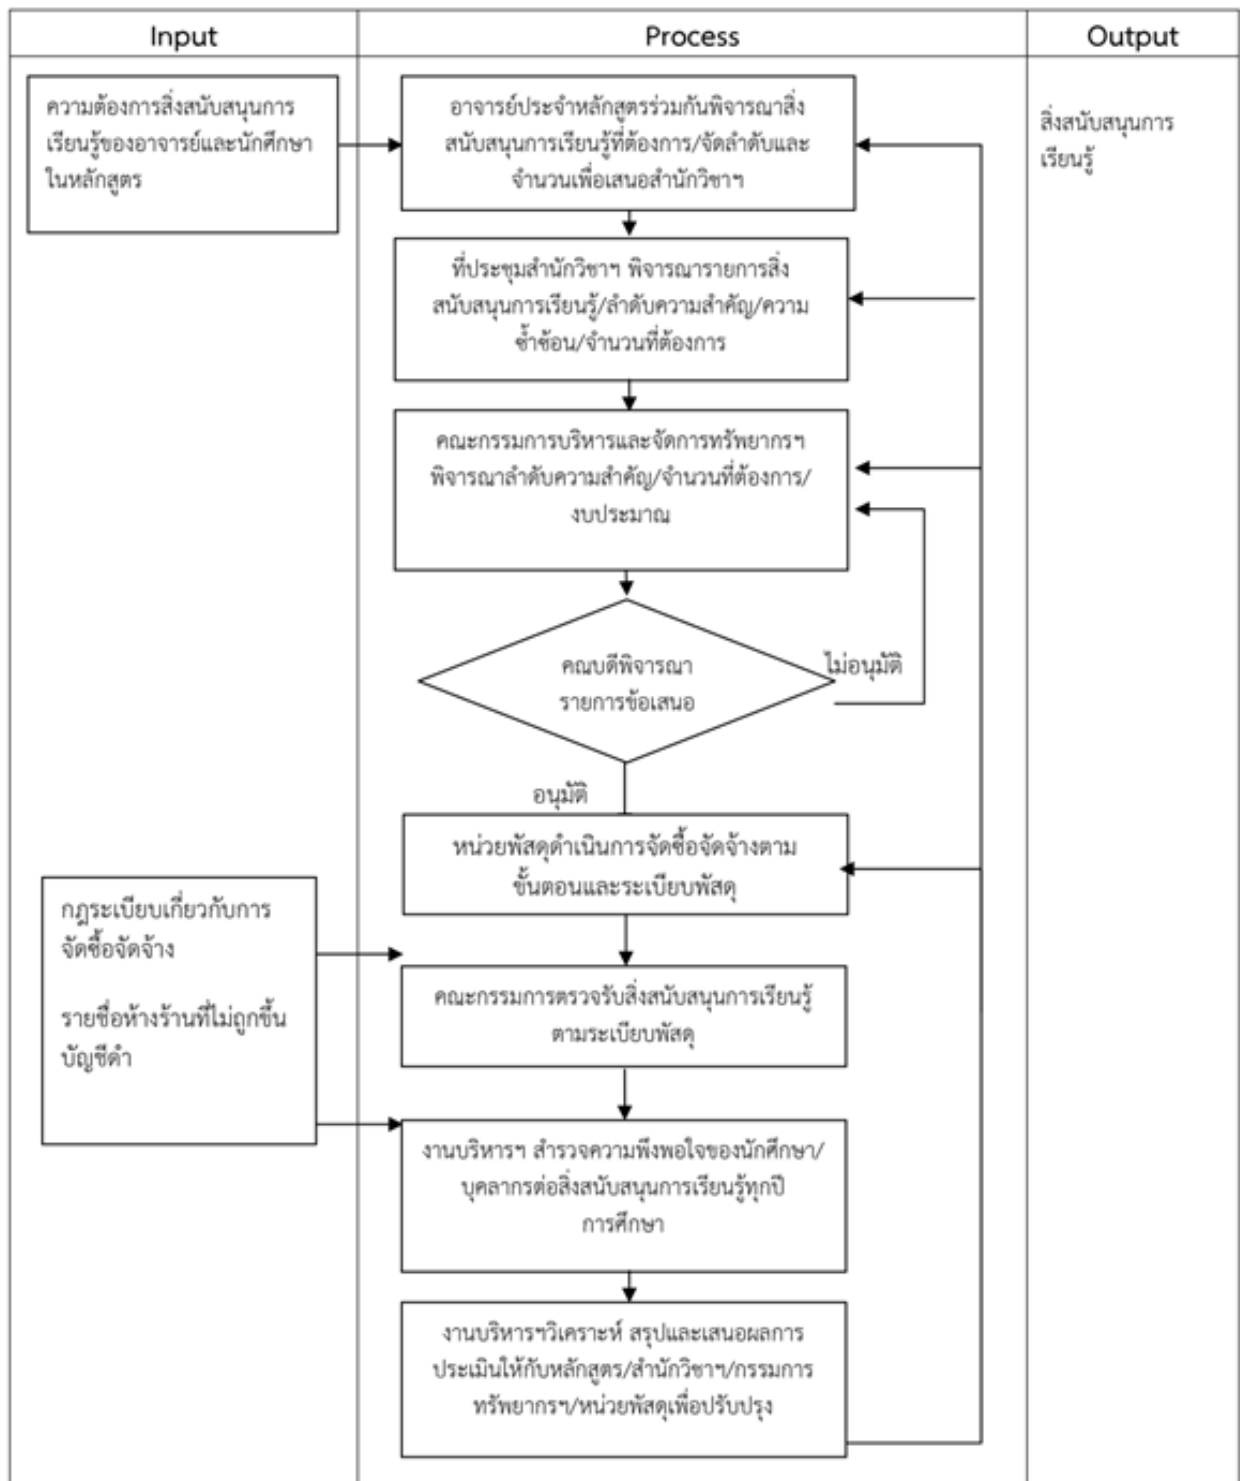 Input
Process
Output
ความต้องการสิ่งสนับสนุนการ
เรียนรู้ของอาจารย์และนักศึกษา
ในหลักสูตร
อาจารย์ประจำหลักสูตรร่วมกันพิจารณาสิ่ง
สนับสนุนการเรียนรู้ที่ต้องการ/จัดลำดับและ
จำนวนเพื่อเสนอสำนักวิชาฯ
สิ่งสนับสนุนการ
เรียนรู้
ที่ประชุมสำนักวิชาฯ พิจารณารายการสิ่ง
สนับสนุนการเรียนรู้/ลำดับความสำคัญ/ความ
ซ้ำซ้อน/จำนวนที่ต้องการ
คณะกรรมการบริหารและจัดการทรัพยากรฯ
พิจารณาลำดับความสำคัญ/จำนวนที่ต้องการ/
งบประมาณ
คณบดีพิจารณา
รายการข้อเสนอ
ไม่อนุมัติ
อนุมัติ
หน่วยพัสดุดำเนินการจัดซื้อจัดจ้างตาม
ขั้นตอนและระเบียบพัสดุ
กฎระเบียบเกี่ยวกับการ
จัดซื้อจัดจ้าง
รายชื่อห้างร้านที่ไม่ถูกขึ้น
บัญชีดำ
คณะกรรมการตรวจรับสิ่งสนับสนุนการเรียนรู้
ตามระเบียบพัสดุ
งานบริหารฯ สำรวจความพึงพอใจของนักศึกษา/
บุคลากรต่อสิ่งสนับสนุนการเรียนรู้ทุกปี
การศึกษา
งานบริหารฯวิเคราะห์ สรุปและเสนอผลการ
ประเมินให้กับหลักสูตร/สำนักวิชาฯ/กรรมการ
ทรัพยากรฯ/หน่วยพัสดุเพื่อปรับปรุง